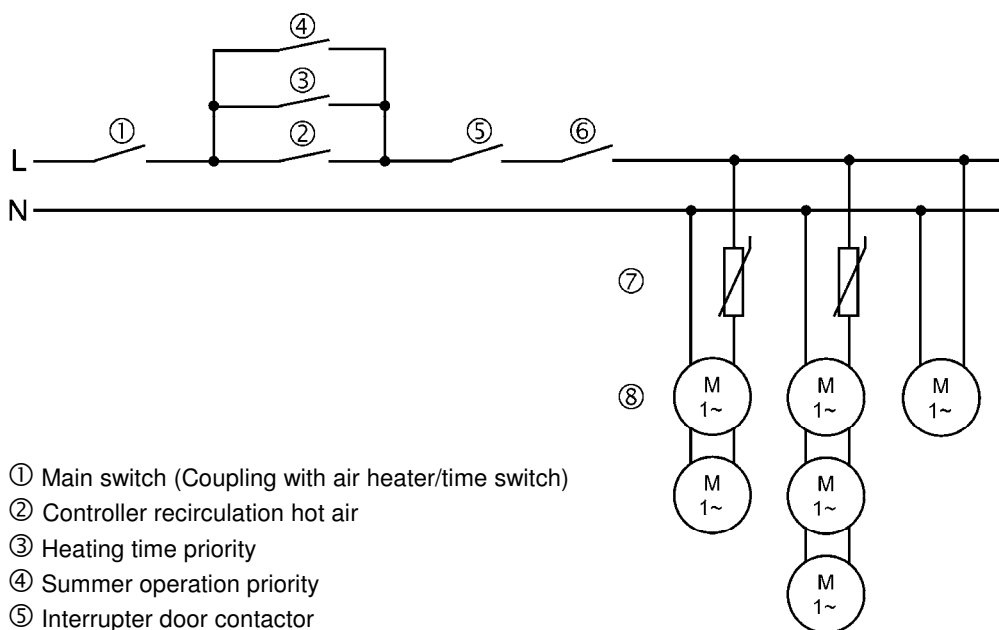 ④
③
① ② ⑤ ⑥
L
N
⑦
⑧ M 1~ M 1~ M 1~
M 1~ M 1~
M 1~
① Main switch (Coupling with air heater/time switch)
② Controller recirculation hot air
③ Heating time priority
④ Summer operation priority
⑤ Interrupter door contactor